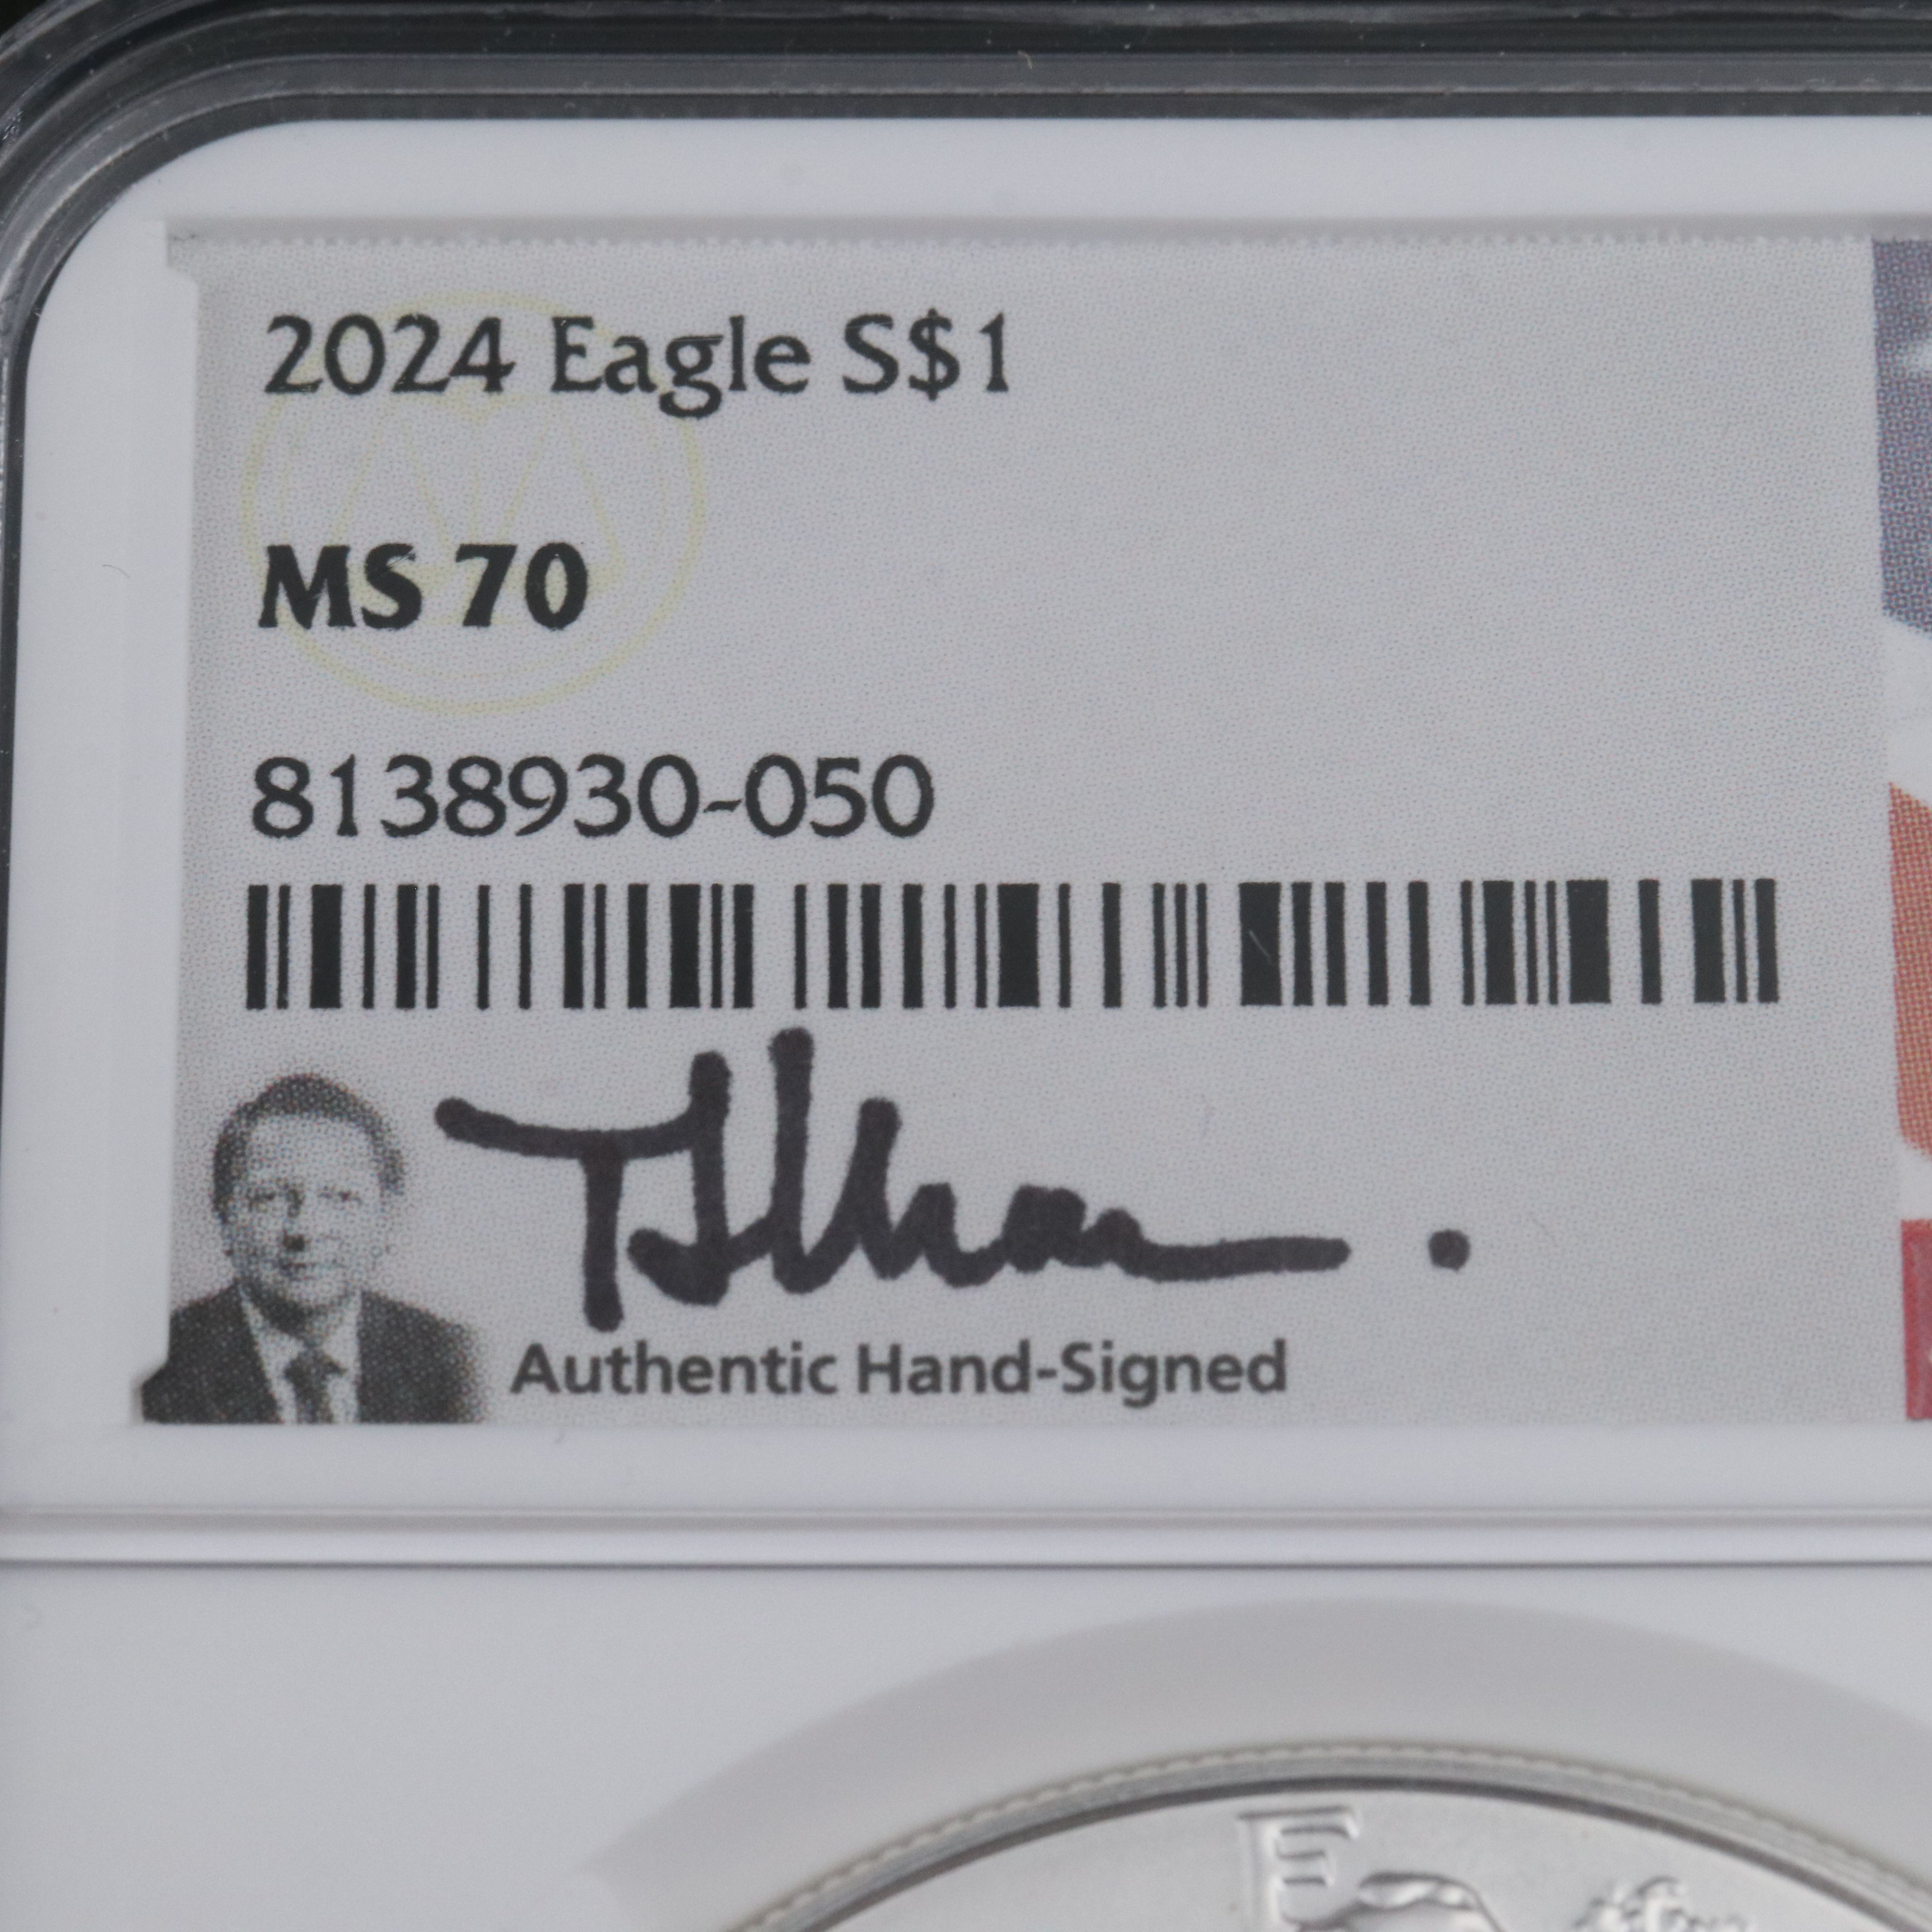 2024 Eagle S$1
MS 70
8138930-050
Authentic Hand-Signed
E